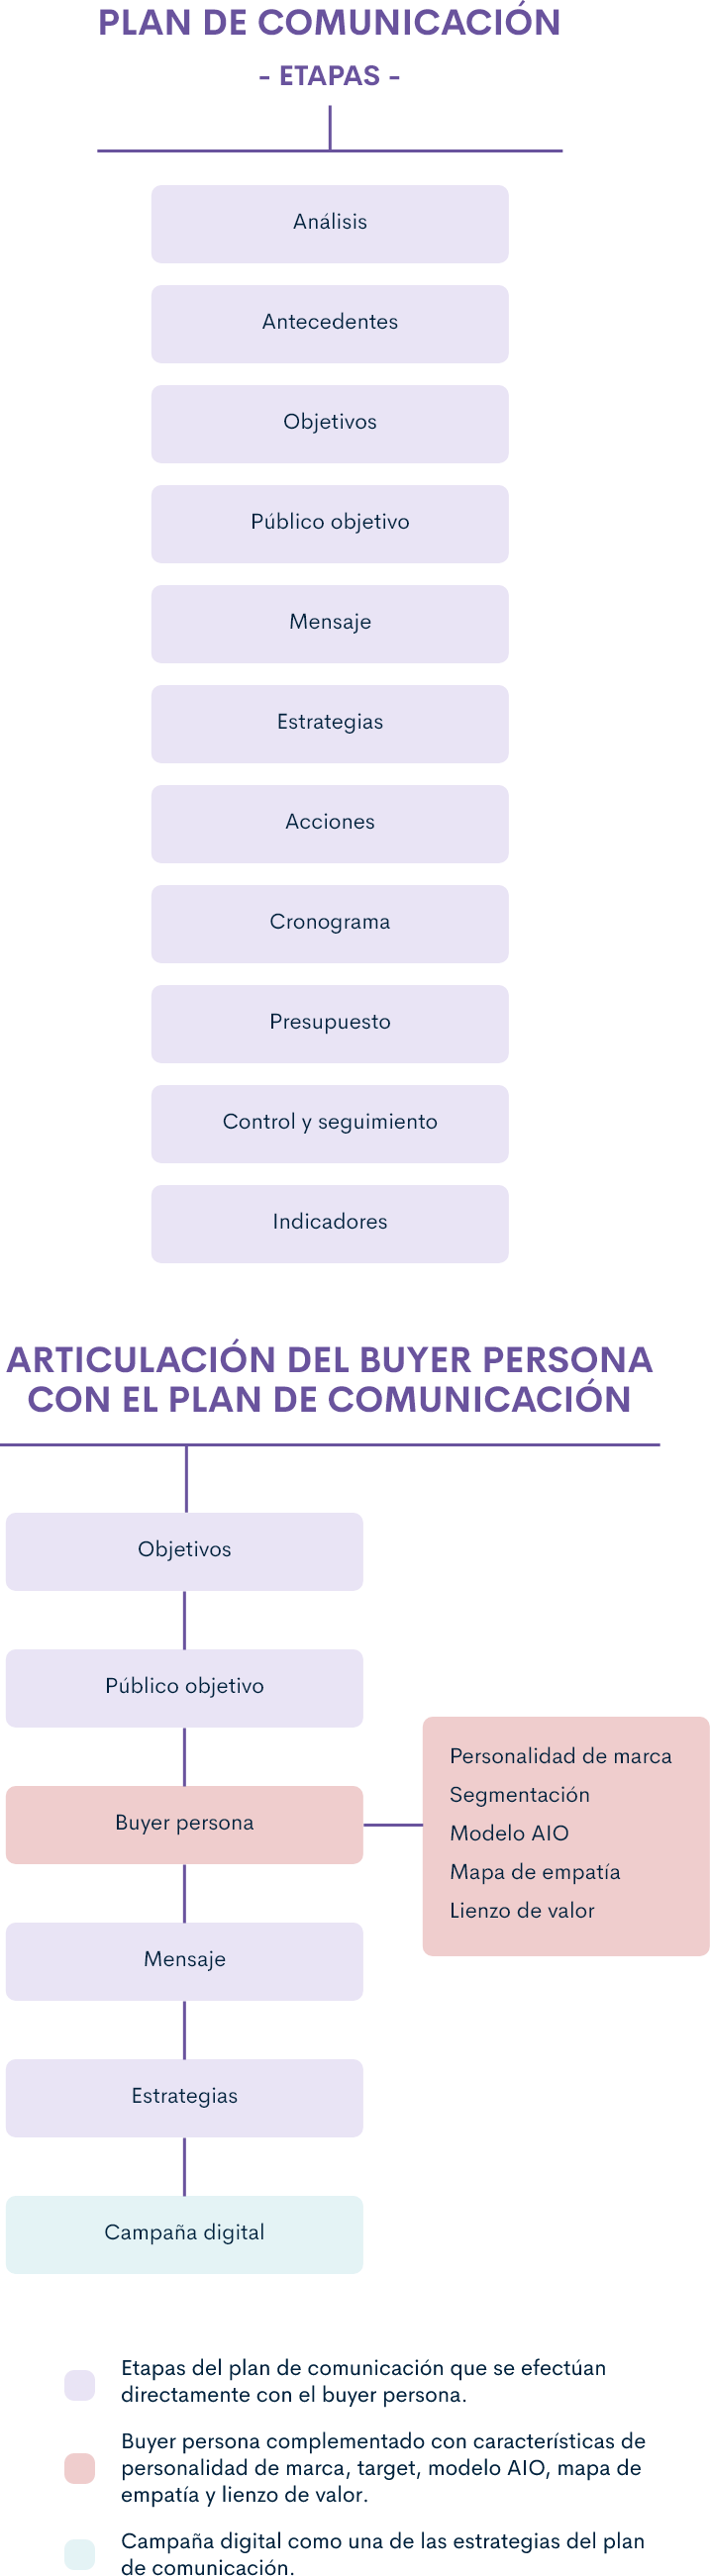 PLAN DE COMUNICACIÓN
- ETAPAS -
Análisis
Antecedentes
Objetivos
Público objetivo
Mensaje
Estrategias
Acciones
Cronograma
Presupuesto
Control y seguimiento
Indicadores
ARTICULACIÓN DEL BUYER PERSONA
CON EL PLAN DE COMUNICACIÓN
Objetivos
Público objetivo
Buyer persona
Personalidad de marca
Segmentación
Modelo AIO
Mapa de empatía
Lienzo de valor
Mensaje
Estrategias
Campaña digital
Etapas del plan de comunicación que se efectúan
directamente con el buyer persona.
Buyer persona complementado con características de
personalidad de marca, target, modelo AIO, mapa de
empatía y lienzo de valor.
Campaña digital como una de las estrategias del plan
de comunicación.